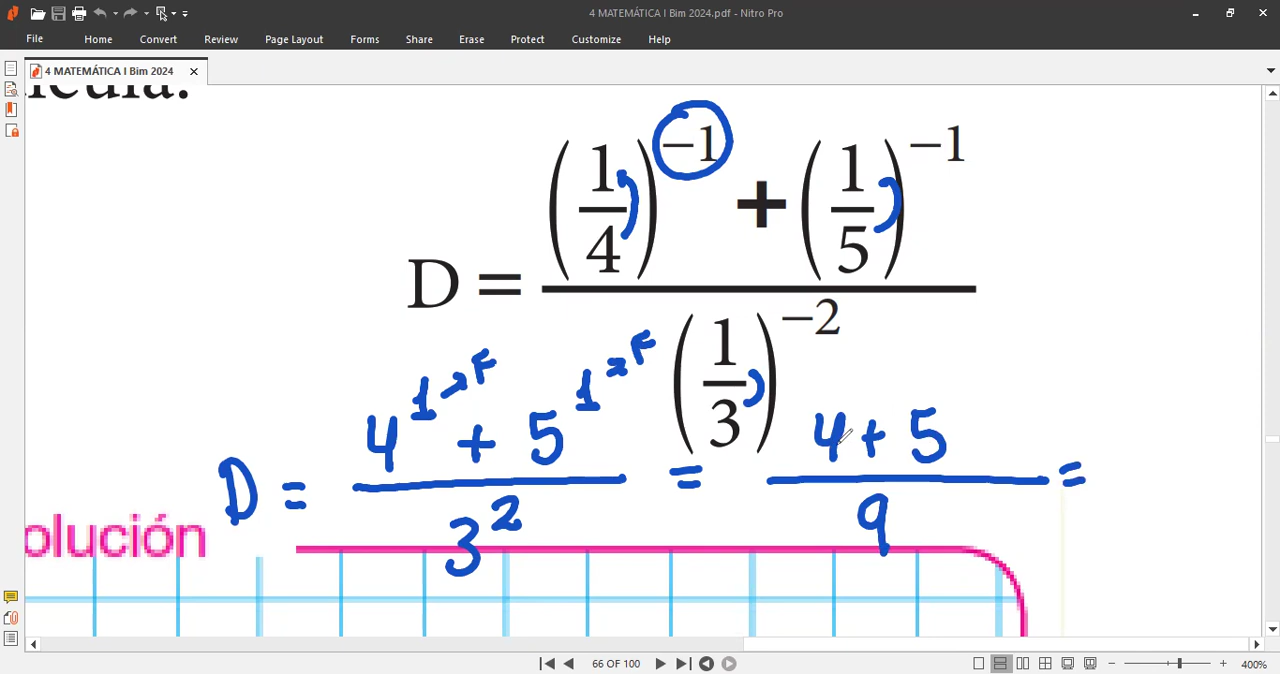 4 MATEMÁTICA I Bim 2024.pdf - Nitro Pro
File Home Convert Review Page Layout Forms Share Erase Protect Customize Help
4 MATEMÁTICA I Bim 2024 ×
D = ((1/4)^−1 + (1/5)^−1) / (1/3)^−2
D = (4^1 + 5^1) / 3^2 = (4 + 5) / 9 =
olución
66 OF 100
400%